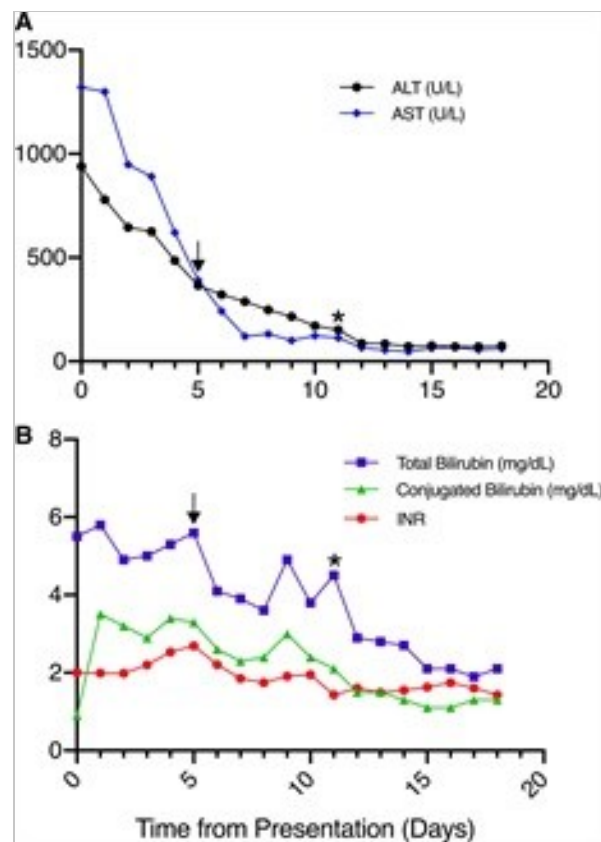 A
1500
1000
500
0
0 5 10 15 20
ALT (U/L)
AST (U/L)
*
B
8
6
4
2
0
0 5 10 15 20
Total Bilirubin (mg/dL)
Conjugated Bilirubin (mg/dL)
INR
*
Time from Presentation (Days)